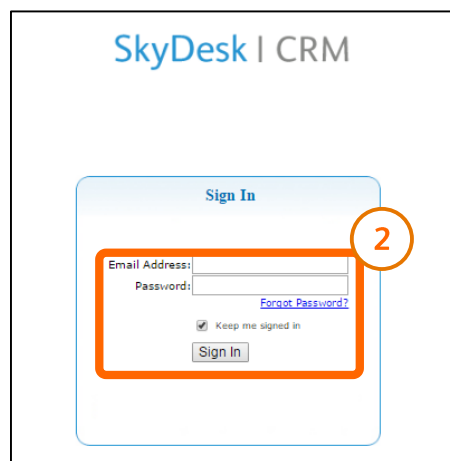 SkyDesk | CRM
Sign In
2
Email Address:
Password:
Forgot Password?
Keep me signed in
Sign In